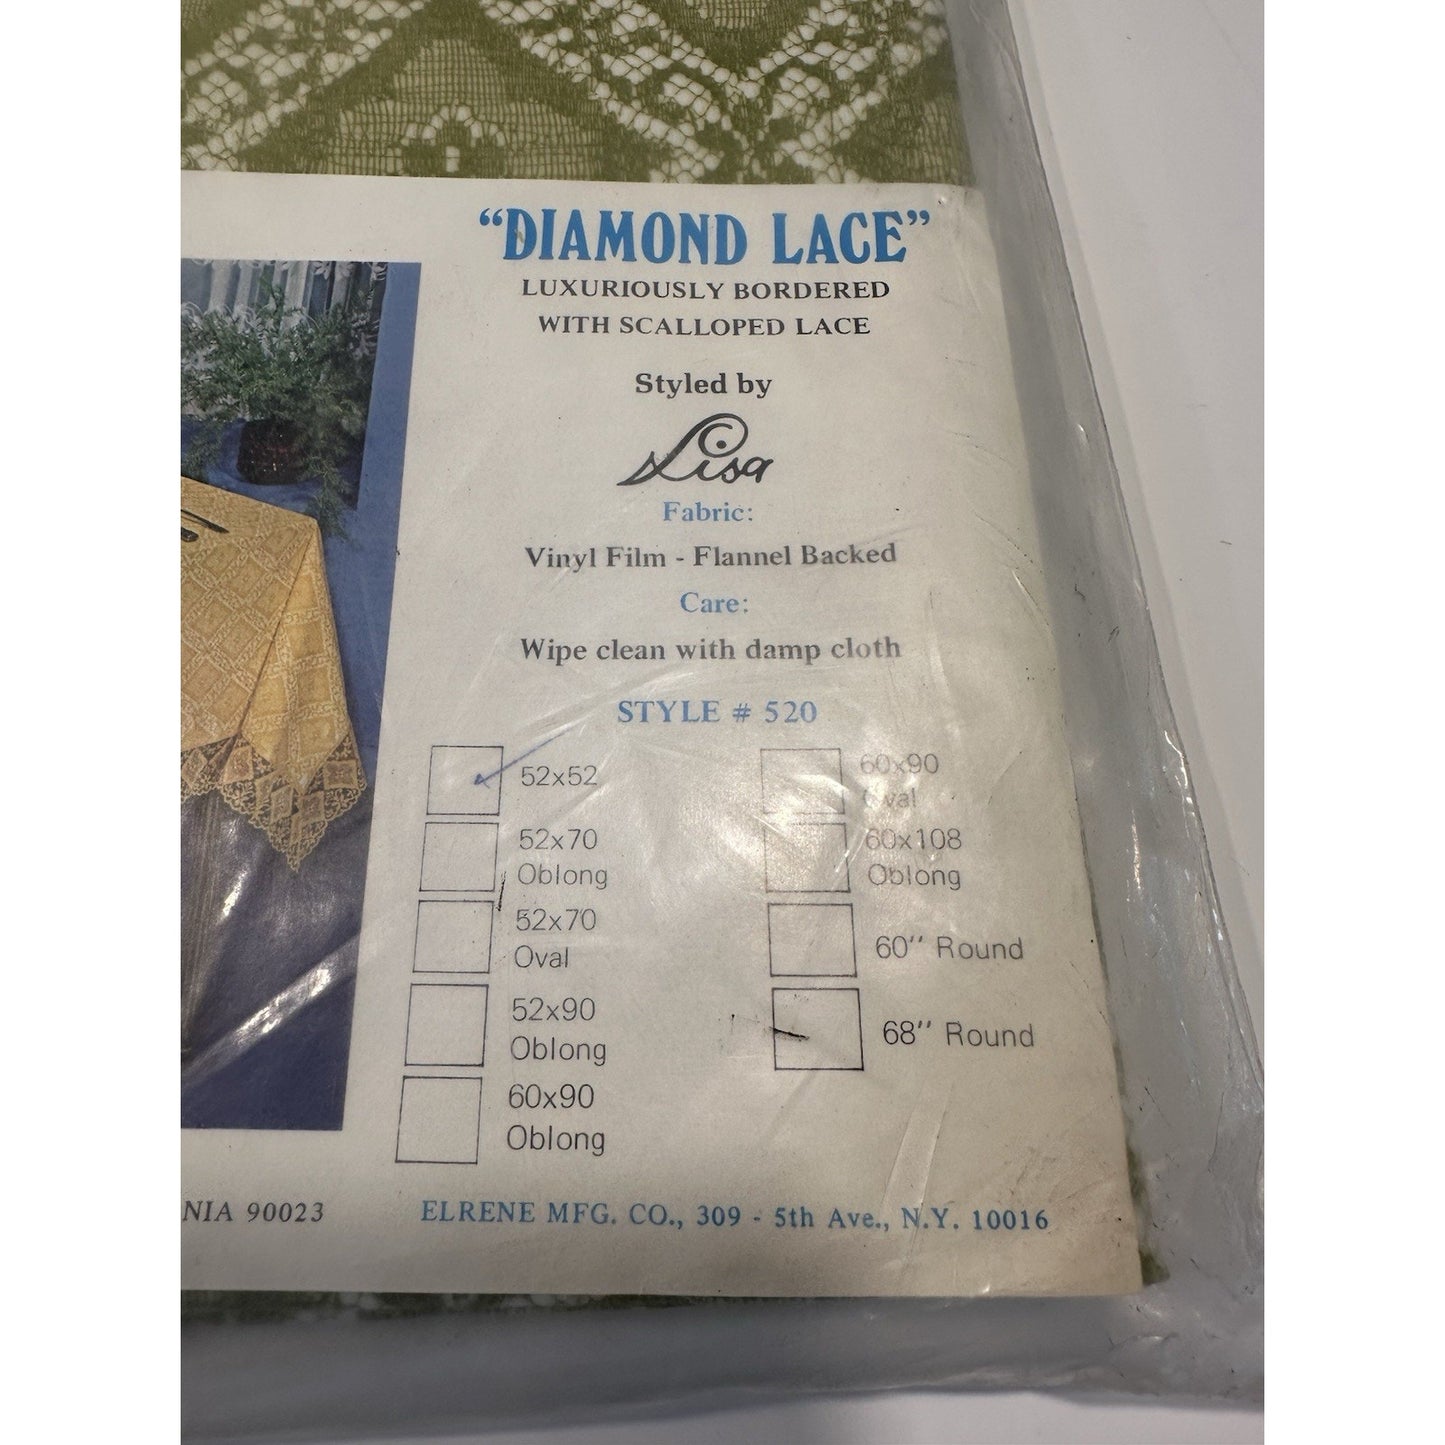 “DIAMOND LACE”
LUXURIOUSLY BORDERED
WITH SCALLOPED LACE
Styled by
Lisa
Fabric:
Vinyl Film - Flannel Backed
Care:
Wipe clean with damp cloth
STYLE # 520
52x52
52x70
Oblong
52x70
Oval
52x90
Oblong
60x90
Oblong
60x90
Oval
60x108
Oblong
60’’ Round
68’’ Round
NIA 90023
ELRENE MFG. CO., 309 - 5th Ave., N.Y. 10016